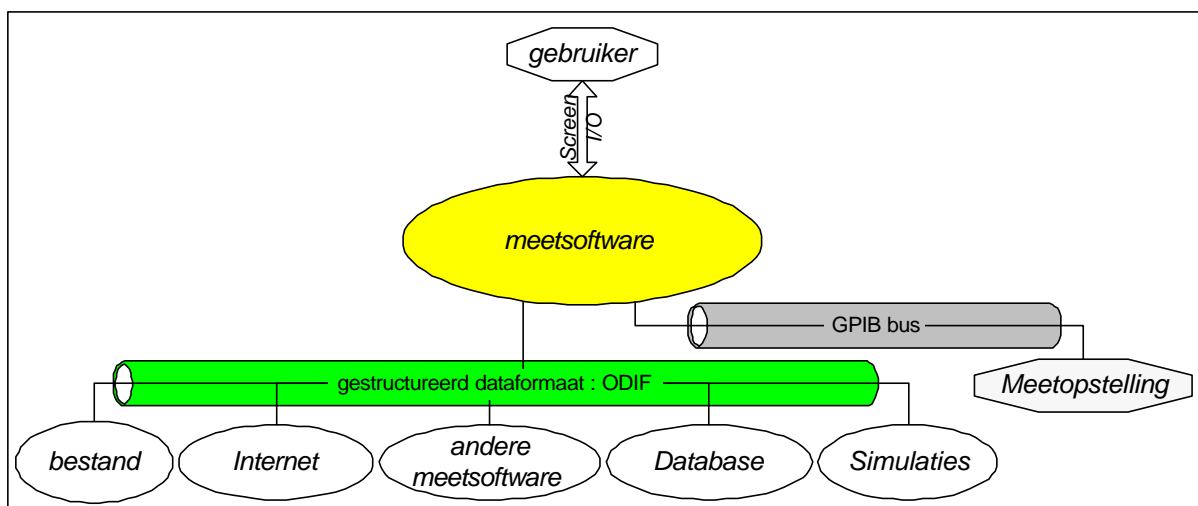 gebruiker
Screen
I/O
meetsoftware
GPIB bus
gestructureerd dataformaat : ODIF
Meetopstelling
bestand
Internet
andere
meetsoftware
Database
Simulaties